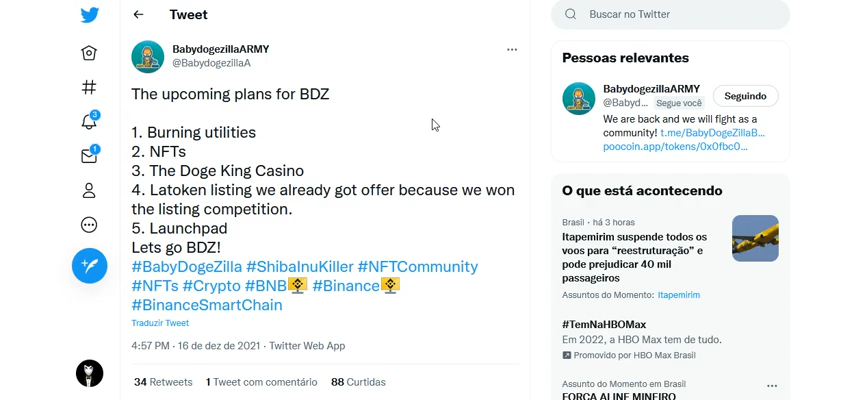 Tweet
BabydogezillaARMY
@BabydogezillaA
The upcoming plans for BDZ
1. Burning utilities
2. NFTs
3. The Doge King Casino
4. Latoken listing we already got offer because we won
the listing competition.
5. Launchpad
Lets go BDZ!
#BabyDogeZilla #ShibaInuKiller #NFTCommunity
#NFTs #Crypto #BNB #Binance
#BinanceSmartChain
Traduzir Tweet
4:57 PM · 16 de dez de 2021 · Twitter Web App
34 Retweets 1 Tweet com comentário 88 Curtidas
3
1
Buscar no Twitter
Pessoas relevantes
BabydogezillaARMY
@Babyd... Segue você
Seguindo
We are back and we will fight as a
community! t.me/BabyDogeZillaB...
poocoin.app/tokens/0x0fbc0...
O que está acontecendo
Brasil · há 3 horas
Itapemirim suspende todos os
voos para “reestruturação” e
pode prejudicar 40 mil
passageiros
Assuntos do Momento: Itapemirim
#TemNaHBOMax
Em 2022, a HBO Max tem de tudo.
Promovido por HBO Max Brasil
Assunto do Momento em Brasil
FORÇA ALINE MINEIRO